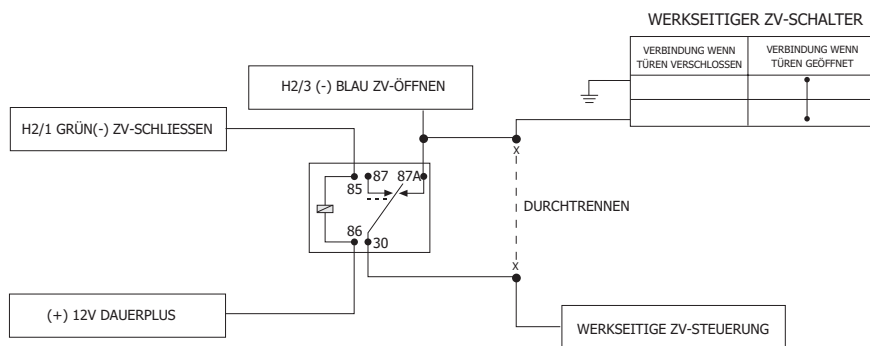 WERKSEITIGER ZV-SCHALTER
VERBINDUNG WENN
TÜREN VERSCHLOSSEN
VERBINDUNG WENN
TÜREN GEÖFFNET
H2/3 (-) BLAU ZV-ÖFFNEN
H2/1 GRÜN(-) ZV-SCHLIESSEN
X
87 87A
85
DURCHTRENNEN
86
30
X
(+) 12V DAUERPLUS
WERKSEITIGE ZV-STEUERUNG